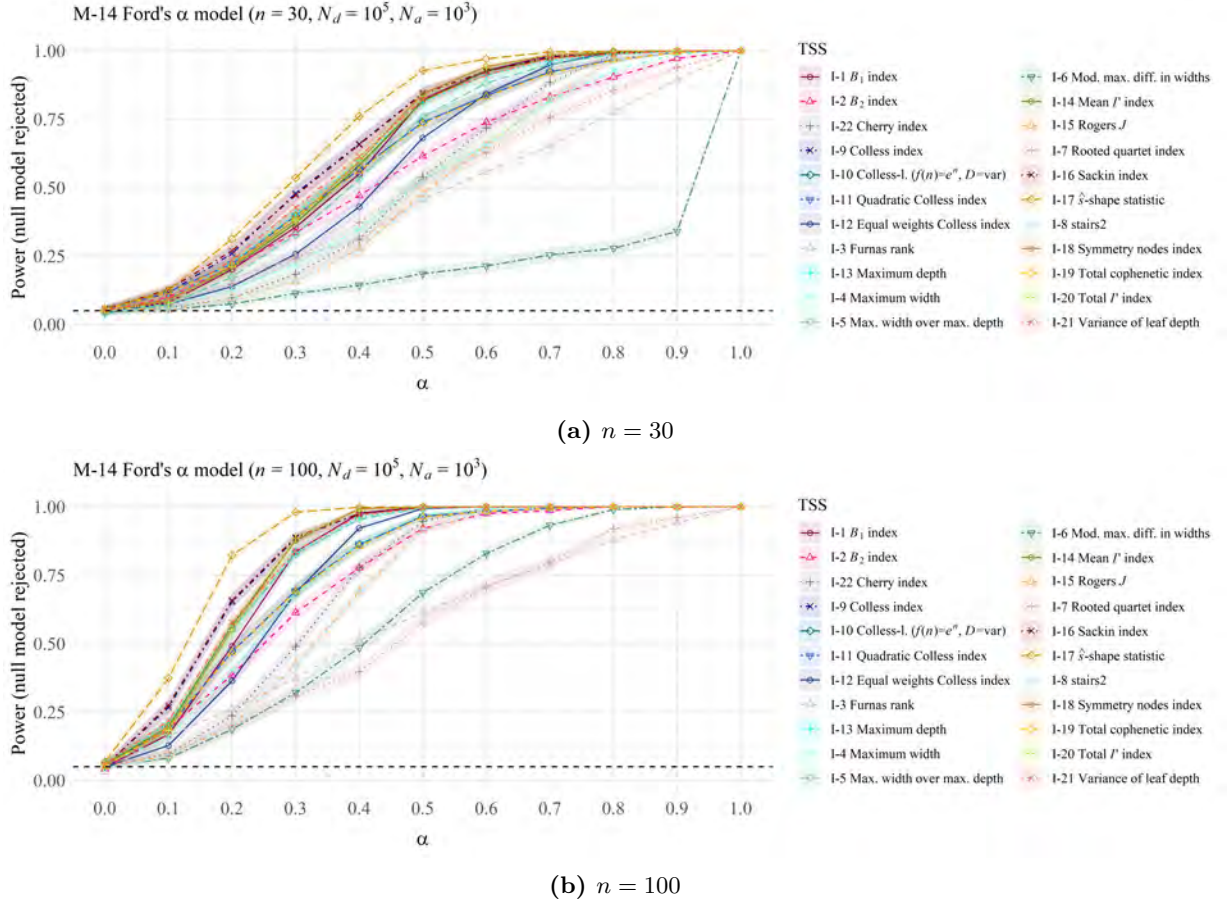 M-14 Ford's α model (n = 30, N_d = 10^5, N_a = 10^3)
Power (null model rejected)
1.00
0.75
0.50
0.25
0.00
0.0 0.1 0.2 0.3 0.4 0.5 0.6 0.7 0.8 0.9 1.0
α
TSS
I-1 B_1 index
I-2 B_2 index
I-22 Cherry index
I-9 Colless index
I-10 Colless-l. (f(n)=e^n, D=var)
I-11 Quadratic Colless index
I-12 Equal weights Colless index
I-3 Furnas rank
I-13 Maximum depth
I-4 Maximum width
I-5 Max. width over max. depth
I-6 Mod. max. diff. in widths
I-14 Mean I' index
I-15 Rogers J
I-7 Rooted quartet index
I-16 Sackin index
I-17 ŝ-shape statistic
I-8 stairs2
I-18 Symmetry nodes index
I-19 Total cophenetic index
I-20 Total I' index
I-21 Variance of leaf depth
(a) n = 30
M-14 Ford's α model (n = 100, N_d = 10^5, N_a = 10^3)
Power (null model rejected)
1.00
0.75
0.50
0.25
0.00
0.0 0.1 0.2 0.3 0.4 0.5 0.6 0.7 0.8 0.9 1.0
α
TSS
I-1 B_1 index
I-2 B_2 index
I-22 Cherry index
I-9 Colless index
I-10 Colless-l. (f(n)=e^n, D=var)
I-11 Quadratic Colless index
I-12 Equal weights Colless index
I-3 Furnas rank
I-13 Maximum depth
I-4 Maximum width
I-5 Max. width over max. depth
I-6 Mod. max. diff. in widths
I-14 Mean I' index
I-15 Rogers J
I-7 Rooted quartet index
I-16 Sackin index
I-17 ŝ-shape statistic
I-8 stairs2
I-18 Symmetry nodes index
I-19 Total cophenetic index
I-20 Total I' index
I-21 Variance of leaf depth
(b) n = 100